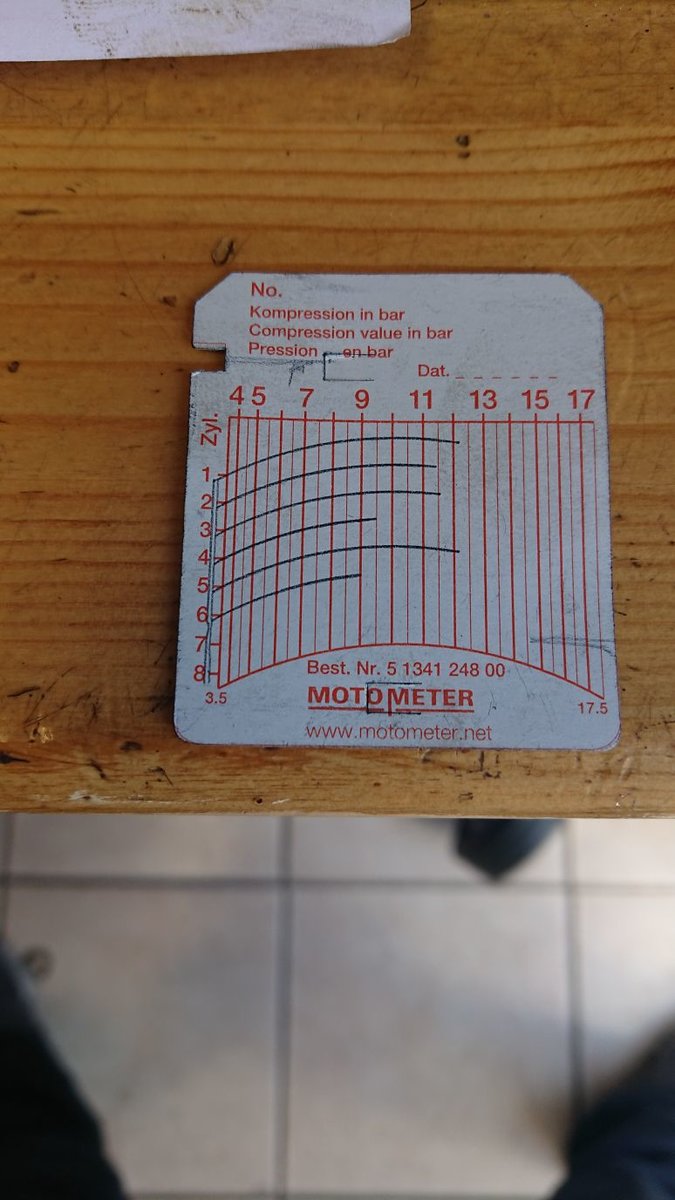 No.
Kompression in bar
Compression value in bar
Pression en bar
Dat.
4 5 7 9 11 13 15 17
Zyl.
1
2
3
4
5
6
7
8
3.5
17.5
Best. Nr. 5 1341 248 00
MOTOMETER
www.motometer.net